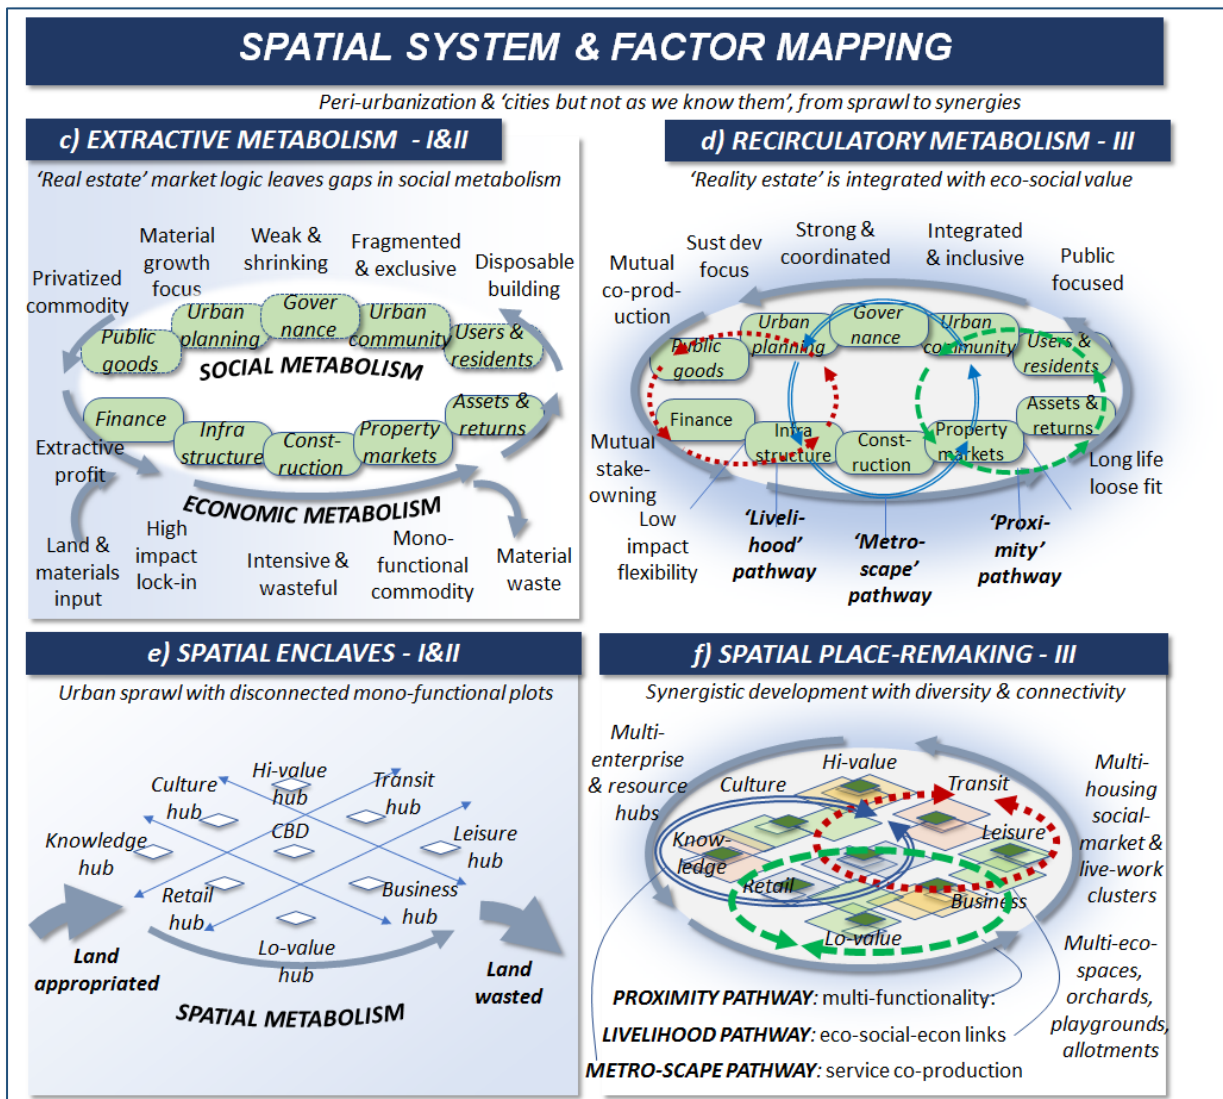 SPATIAL SYSTEM & FACTOR MAPPING
Peri-urbanization & ‘cities but not as we know them’, from sprawl to synergies
c) EXTRACTIVE METABOLISM - I&II
‘Real estate’ market logic leaves gaps in social metabolism
Privatized
commodity
Material
growth
focus
Weak &
shrinking
Fragmented
& exclusive
Disposable
building
Public
goods
Urban
planning
Gover
nance
Urban
community
Users &
residents
SOCIAL METABOLISM
Finance
Infra
structure
Const-
ruction
Property
markets
Assets &
returns
ECONOMIC METABOLISM
Extractive
profit
Land &
materials
input
High
impact
lock-in
Intensive &
wasteful
Mono-
functional
commodity
Material
waste
d) RECIRCULATORY METABOLISM - III
‘Reality estate’ is integrated with eco-social value
Mutual
co-prod-
uction
Sust dev
focus
Strong &
coordinated
Integrated
& inclusive
Public
focused
Public
goods
Urban
planning
Gover
nance
Urban
community
Users &
residents
Finance
Infra
structure
Const-
ruction
Property
markets
Assets &
returns
Mutual
stake-
owning
Low
impact
flexibility
‘Liveli-
hood’
pathway
‘Metro-
scape’
pathway
‘Proxi-
mity’
pathway
Long life
loose fit
e) SPATIAL ENCLAVES - I&II
Urban sprawl with disconnected mono-functional plots
Culture
hub
Hi-value
hub
Transit
hub
Knowledge
hub
CBD
Leisure
hub
Retail
hub
Business
hub
Lo-value
hub
Land
appropriated
Land
wasted
SPATIAL METABOLISM
f) SPATIAL PLACE-REMAKING - III
Synergistic development with diversity & connectivity
Multi-
enterprise
& resource
hubs
Culture
Hi-value
Transit
Know-
ledge
Leisure
Retail
Business
Lo-value
Multi-
housing
social-
market &
live-work
clusters
Multi-eco-
spaces,
orchards,
playgrounds,
allotments
PROXIMITY PATHWAY: multi-functionality:
LIVELIHOOD PATHWAY: eco-social-econ links
METRO-SCAPE PATHWAY: service co-production